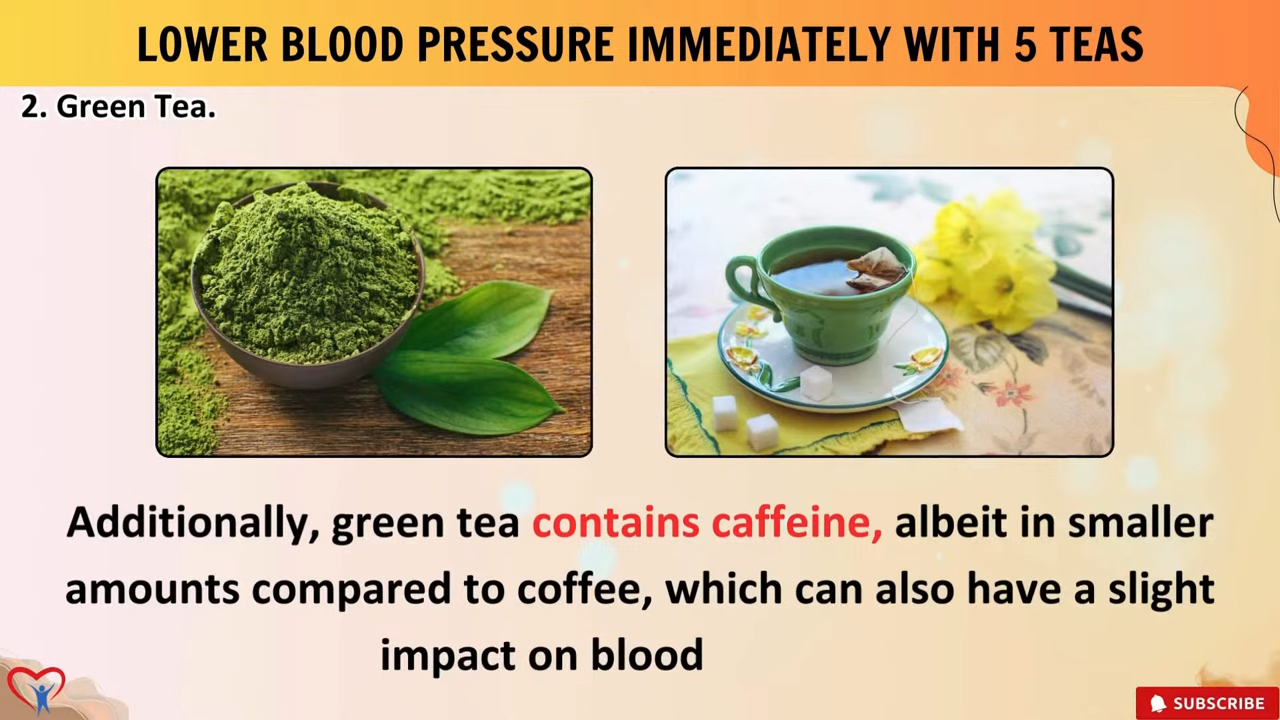 LOWER BLOOD PRESSURE IMMEDIATELY WITH 5 TEAS
2. Green Tea.
Additionally, green tea contains caffeine, albeit in smaller
amounts compared to coffee, which can also have a slight
impact on blood
SUBSCRIBE